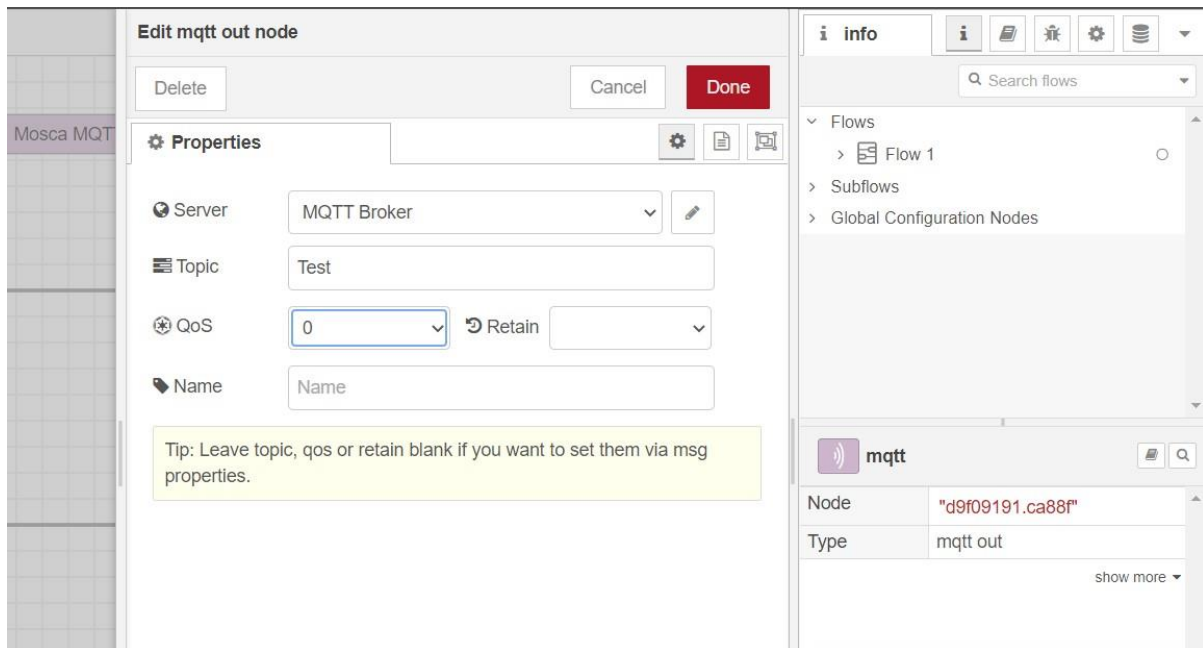 Edit mqtt out node
Delete
Cancel
Done
Properties
Server
MQTT Broker
Topic
Test
QoS
0
Retain
Name
Name
Tip: Leave topic, qos or retain blank if you want to set them via msg
properties.
Mosca MQT
i info
i
Search flows
Flows
Flow 1
Subflows
Global Configuration Nodes
mqtt
Node
"d9f09191.ca88f"
Type
mqtt out
show more